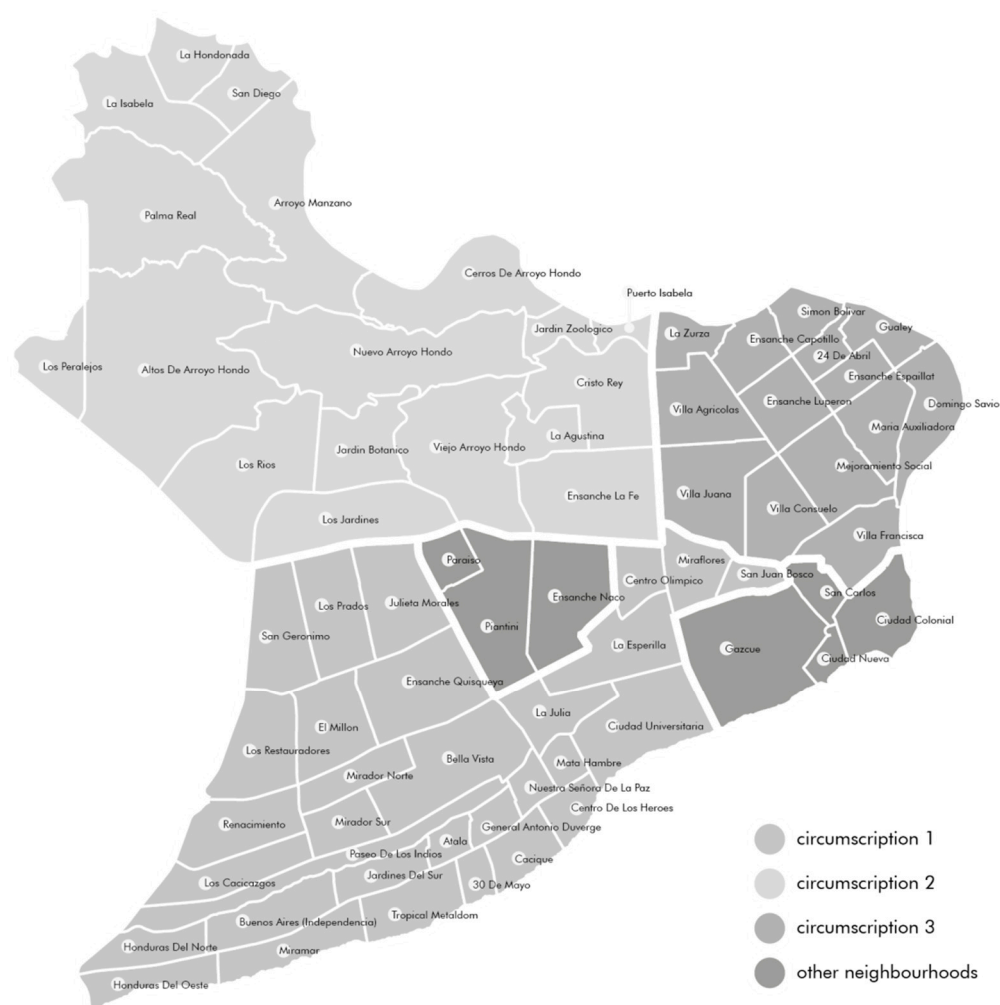 La Hondonada
San Diego
La Isabela
Arroyo Manzano
Palma Real
Cerros De Arroyo Hondo
Puerto Isabela
Simon Bolivar
Gualey
Jardin Zoologico
La Zurza
Ensanche Capotillo
Nuevo Arroyo Hondo
24 De Abril
Los Peralejos
Altos De Arroyo Hondo
Ensanche Espaillat
Cristo Rey
Ensanche Luperon
Domingo Savio
Villa Agricolas
Maria Auxiliadora
La Agustina
Jardin Botanico
Viejo Arroyo Hondo
Los Rios
Mejoramiento Social
Ensanche La Fe
Villa Juana
Villa Consuelo
Los Jardines
Villa Francisca
Paraiso
Miraflores
San Juan Bosco
Centro Olimpico
San Carlos
Ensanche Naco
Los Prados
Julieta Morales
Ciudad Colonial
Piantini
San Geronimo
La Esperilla
Gazcue
Ciudad Nueva
Ensanche Quisqueya
La Julia
El Millon
Ciudad Universitaria
Los Restauradores
Bella Vista
Mata Hambre
Mirador Norte
Nuestra Señora De La Paz
Centro De Los Heroes
Renacimiento
Mirador Sur
General Antonio Duverge
Atala
Paseo De Los Indios
Cacique
Jardines Del Sur
Los Cacicazgos
30 De Mayo
Tropical Metaldom
Buenos Aires (Independencia)
Honduras Del Norte
Miramar
Honduras Del Oeste
circumscription 1
circumscription 2
circumscription 3
other neighbourhoods